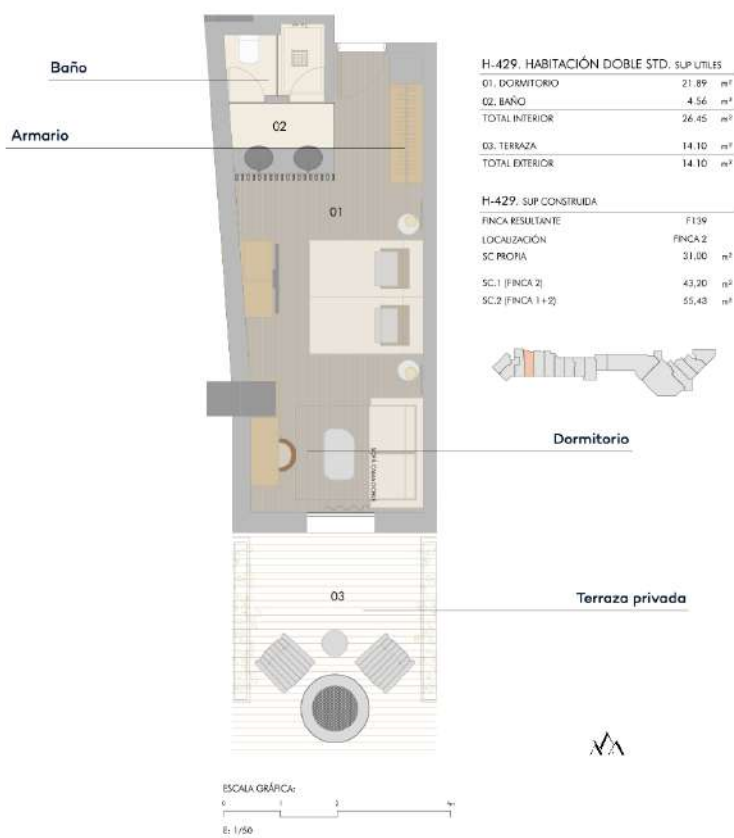 Baño
Armario
02
01
Dormitorio
03
Terraza privada
H-429. HABITACIÓN DOBLE STD. SUP UTILES
01. DORMITORIO 21.89 m²
02. BAÑO 4.56 m²
TOTAL INTERIOR 26.45 m²
03. TERRAZA 14.10 m²
TOTAL EXTERIOR 14.10 m²
H-429. SUP CONSTRUIDA
FINCA RESULTANTE F139
LOCALIZACIÓN FINCA 2
SC PROPIA 31,00 m²
SC.1 (FINCA 2) 43,20 m²
SC.2 (FINCA 1+2) 55,43 m²
ESCALA GRÁFICA:
0 1 2 4m
E: 1/50